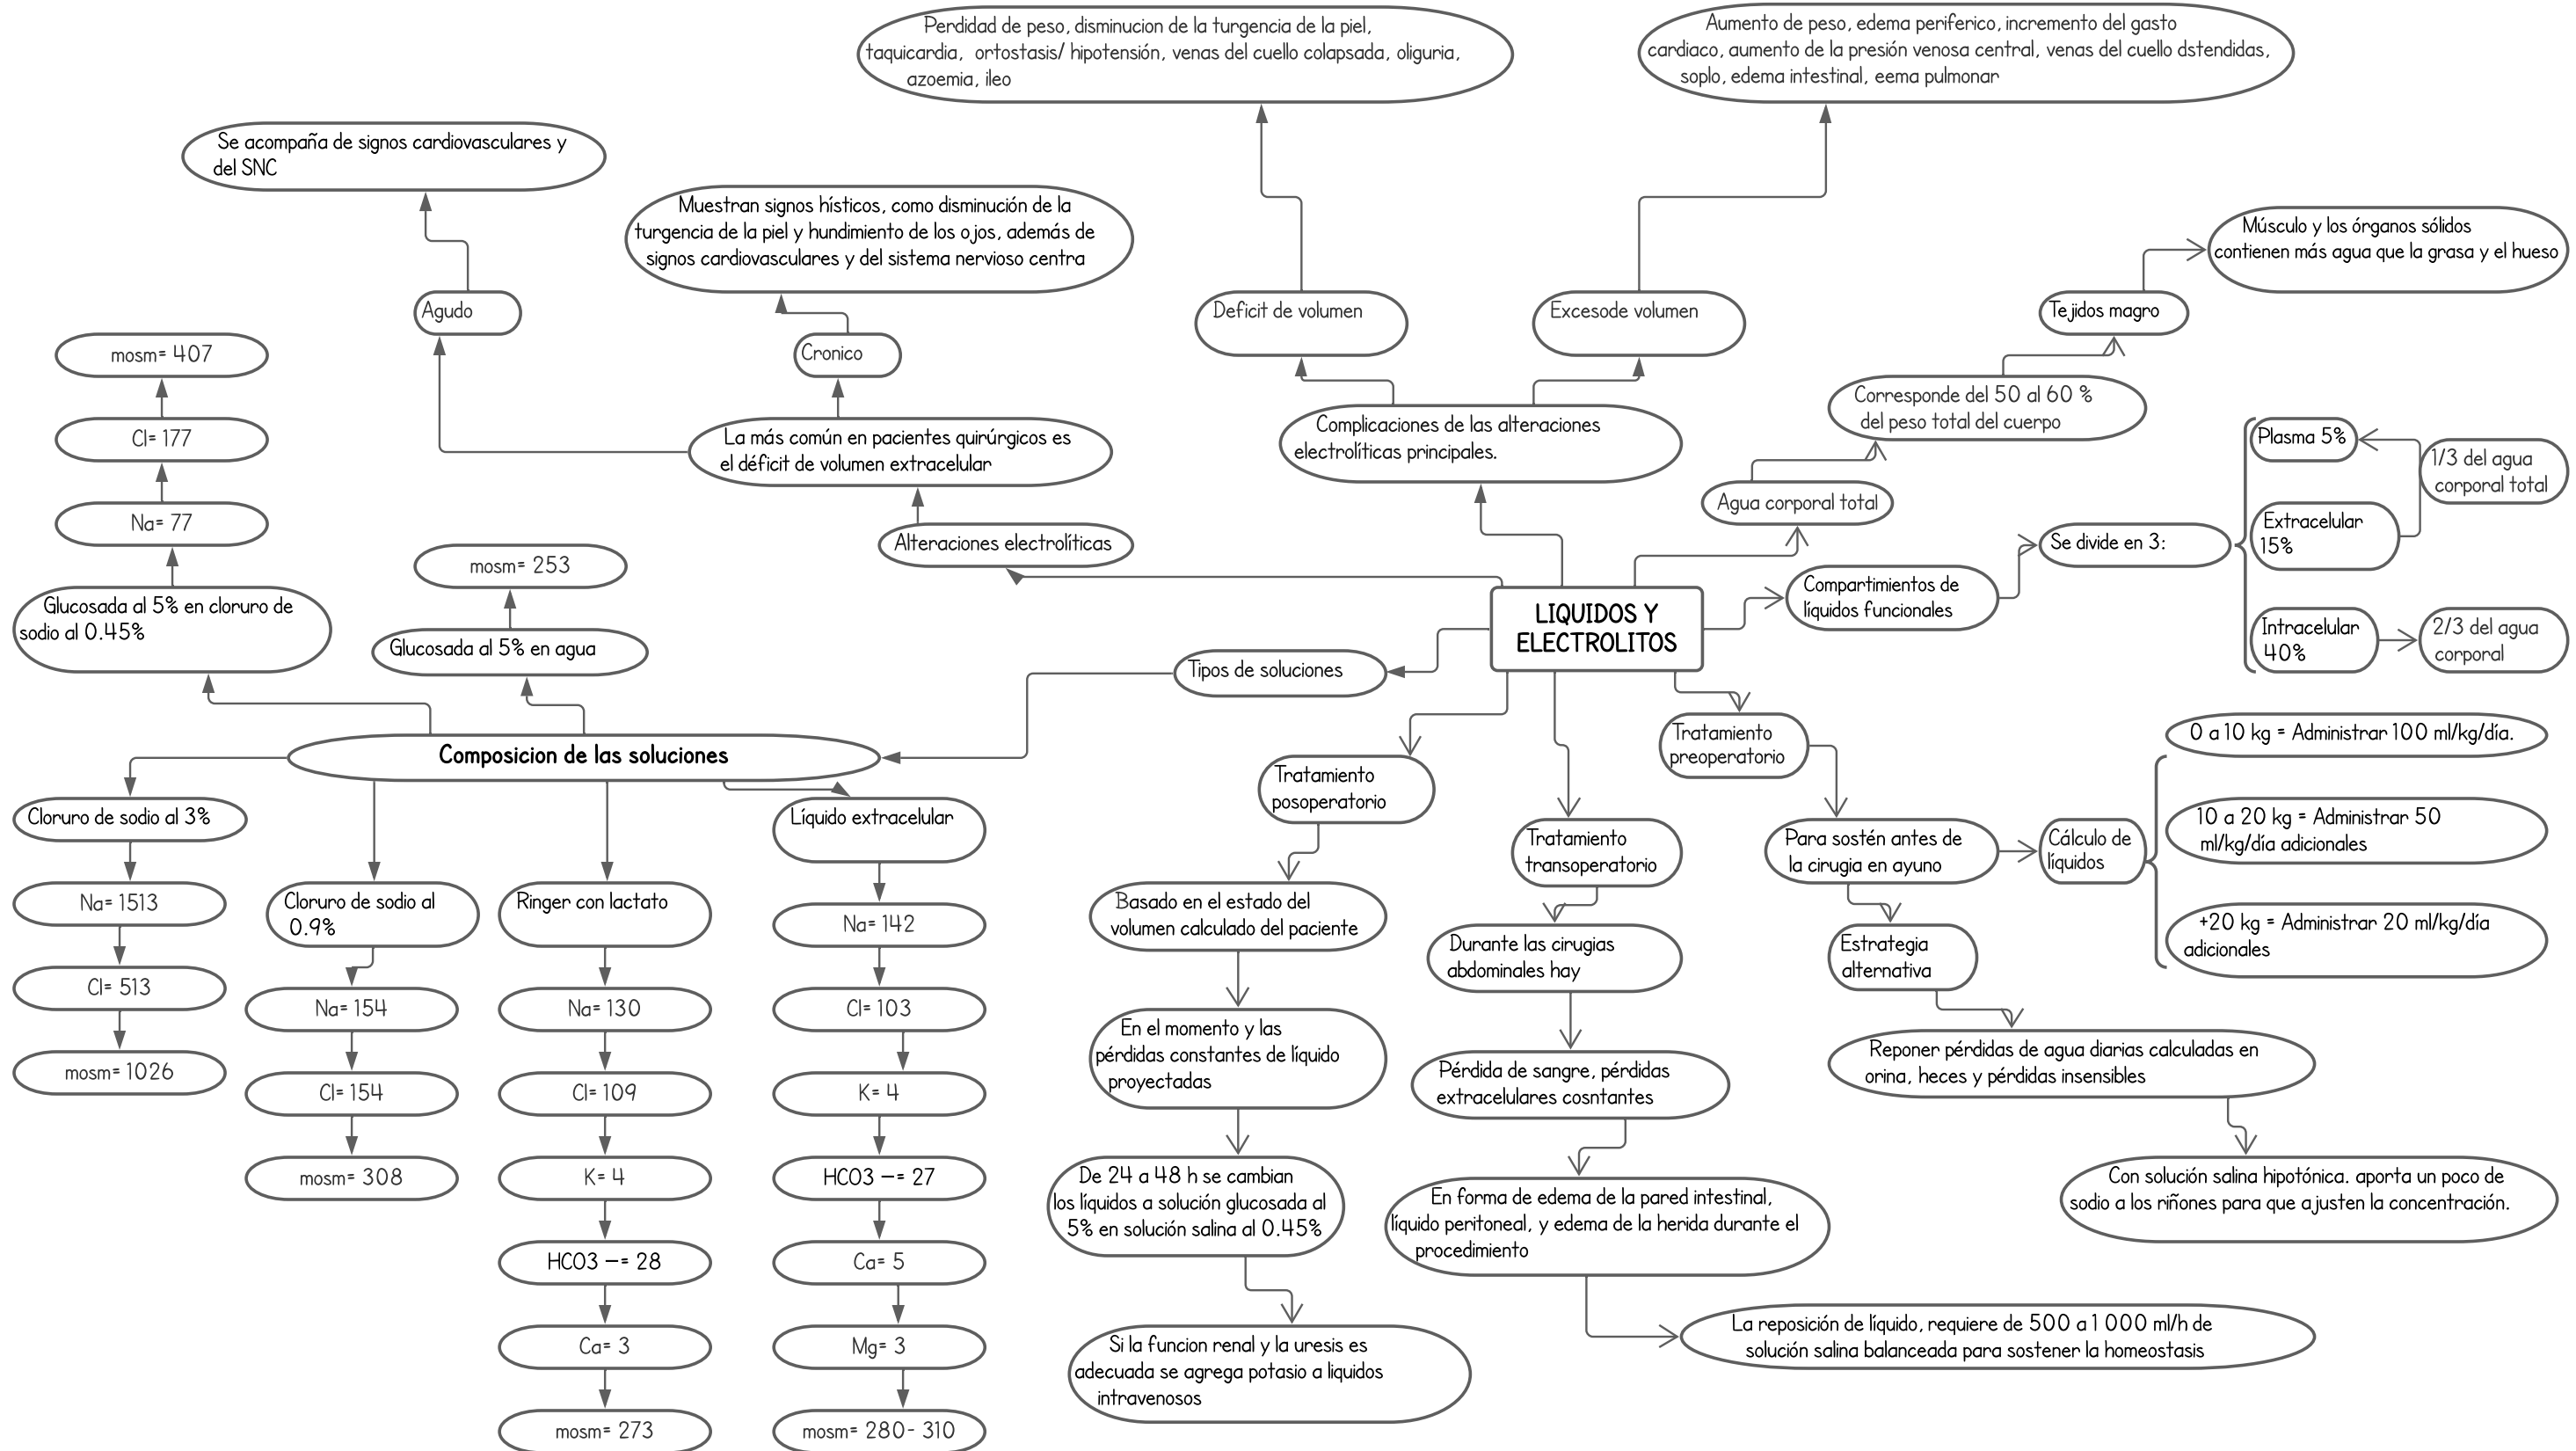 Perdidad de peso, disminucion de la turgencia de la piel,
taquicardia, ortostasis/ hipotensión, venas del cuello colapsada, oliguria,
azoemia, ileo
Aumento de peso, edema periferico, incremento del gasto
cardiaco, aumento de la presión venosa central, venas del cuello dstendidas,
soplo, edema intestinal, eema pulmonar
Se acompaña de signos cardiovasculares y
del SNC
Muestran signos hísticos, como disminución de la
turgencia de la piel y hundimiento de los ojos, además de
signos cardiovasculares y del sistema nervioso centra
Músculo y los órganos sólidos
contienen más agua que la grasa y el hueso
Agudo
Cronico
Deficit de volumen
Excesode volumen
Tejidos magro
mosm= 407
Cl= 177
Na= 77
Glucosada al 5% en cloruro de
sodio al 0.45%
mosm= 253
Glucosada al 5% en agua
La más común en pacientes quirúrgicos es
el déficit de volumen extracelular
Alteraciones electrolíticas
Complicaciones de las alteraciones
electrolíticas principales.
Corresponde del 50 al 60 %
del peso total del cuerpo
Agua corporal total
Plasma 5%
1/3 del agua
corporal total
Extracelular
15%
Se divide en 3:
Compartimientos de
líquidos funcionales
Intracelular
40%
2/3 del agua
corporal
LIQUIDOS Y
ELECTROLITOS
Tipos de soluciones
Composicion de las soluciones
Cloruro de sodio al 3%
Na= 1513
Cl= 513
mosm= 1026
Cloruro de sodio al
0.9%
Na= 154
Cl= 154
mosm= 308
Ringer con lactato
Na= 130
Cl= 109
K= 4
HCO3 –= 28
Ca= 3
mosm= 273
Líquido extracelular
Na= 142
Cl= 103
K= 4
HCO3 –= 27
Ca= 5
Mg= 3
mosm= 280- 310
Tratamiento
posoperatorio
Basado en el estado del
volumen calculado del paciente
En el momento y las
pérdidas constantes de líquido
proyectadas
De 24 a 48 h se cambian
los líquidos a solución glucosada al
5% en solución salina al 0.45%
Si la funcion renal y la uresis es
adecuada se agrega potasio a liquidos
intravenosos
Tratamiento
transoperatorio
Durante las cirugias
abdominales hay
Pérdida de sangre, pérdidas
extracelulares cosntantes
En forma de edema de la pared intestinal,
líquido peritoneal, y edema de la herida durante el
procedimiento
La reposición de líquido, requiere de 500 a 1 000 ml/h de
solución salina balanceada para sostener la homeostasis
Tratamiento
preoperatorio
Para sostén antes de
la cirugia en ayuno
Cálculo de
líquidos
0 a 10 kg = Administrar 100 ml/kg/día.
10 a 20 kg = Administrar 50
ml/kg/día adicionales
+20 kg = Administrar 20 ml/kg/día
adicionales
Estrategia
alternativa
Reponer pérdidas de agua diarias calculadas en
orina, heces y pérdidas insensibles
Con solución salina hipotónica. aporta un poco de
sodio a los riñones para que ajusten la concentración.